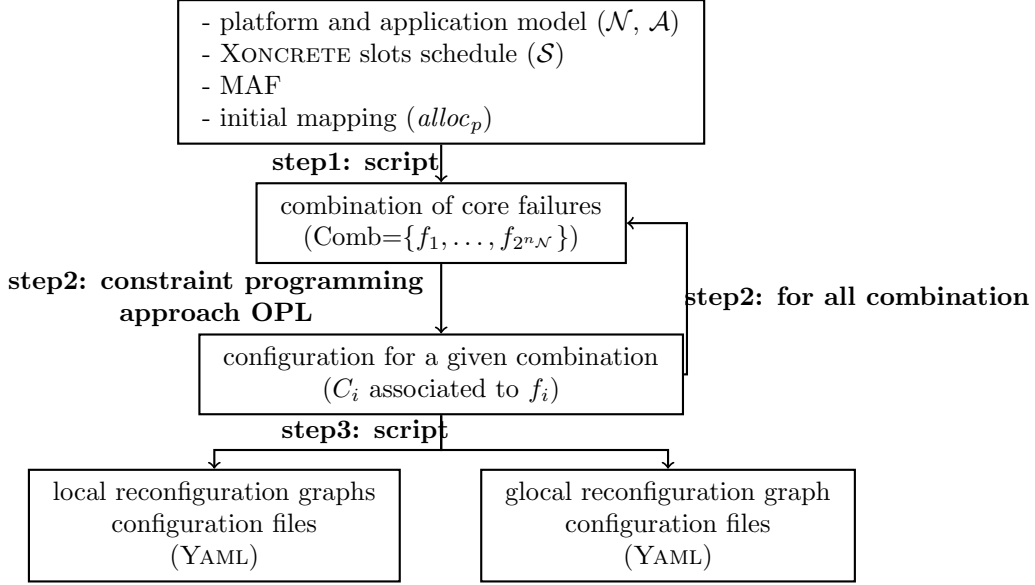 - platform and application model (𝒩, 𝒜)
- XONCRETE slots schedule (𝒮)
- MAF
- initial mapping (alloc_p)
step1: script
combination of core failures
(Comb={f_1, . . . , f_{2^{n_𝒩}}})
step2: constraint programming
approach OPL
step2: for all combination
configuration for a given combination
(C_i associated to f_i)
step3: script
local reconfiguration graphs
configuration files
(YAML)
glocal reconfiguration graph
configuration files
(YAML)